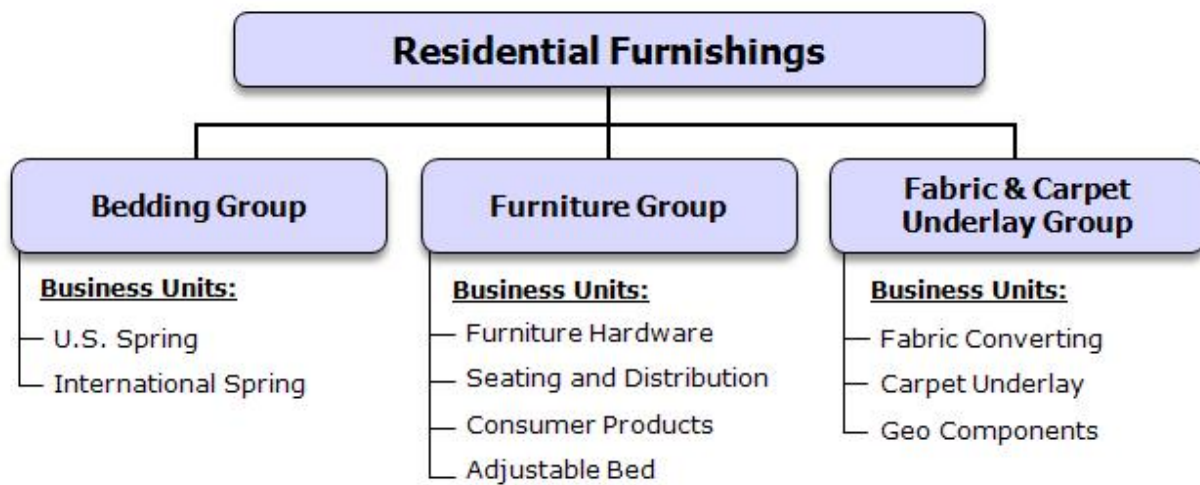 Residential Furnishings
Bedding Group
Business Units:
U.S. Spring
International Spring
Furniture Group
Business Units:
Furniture Hardware
Seating and Distribution
Consumer Products
Adjustable Bed
Fabric & Carpet
Underlay Group
Business Units:
Fabric Converting
Carpet Underlay
Geo Components